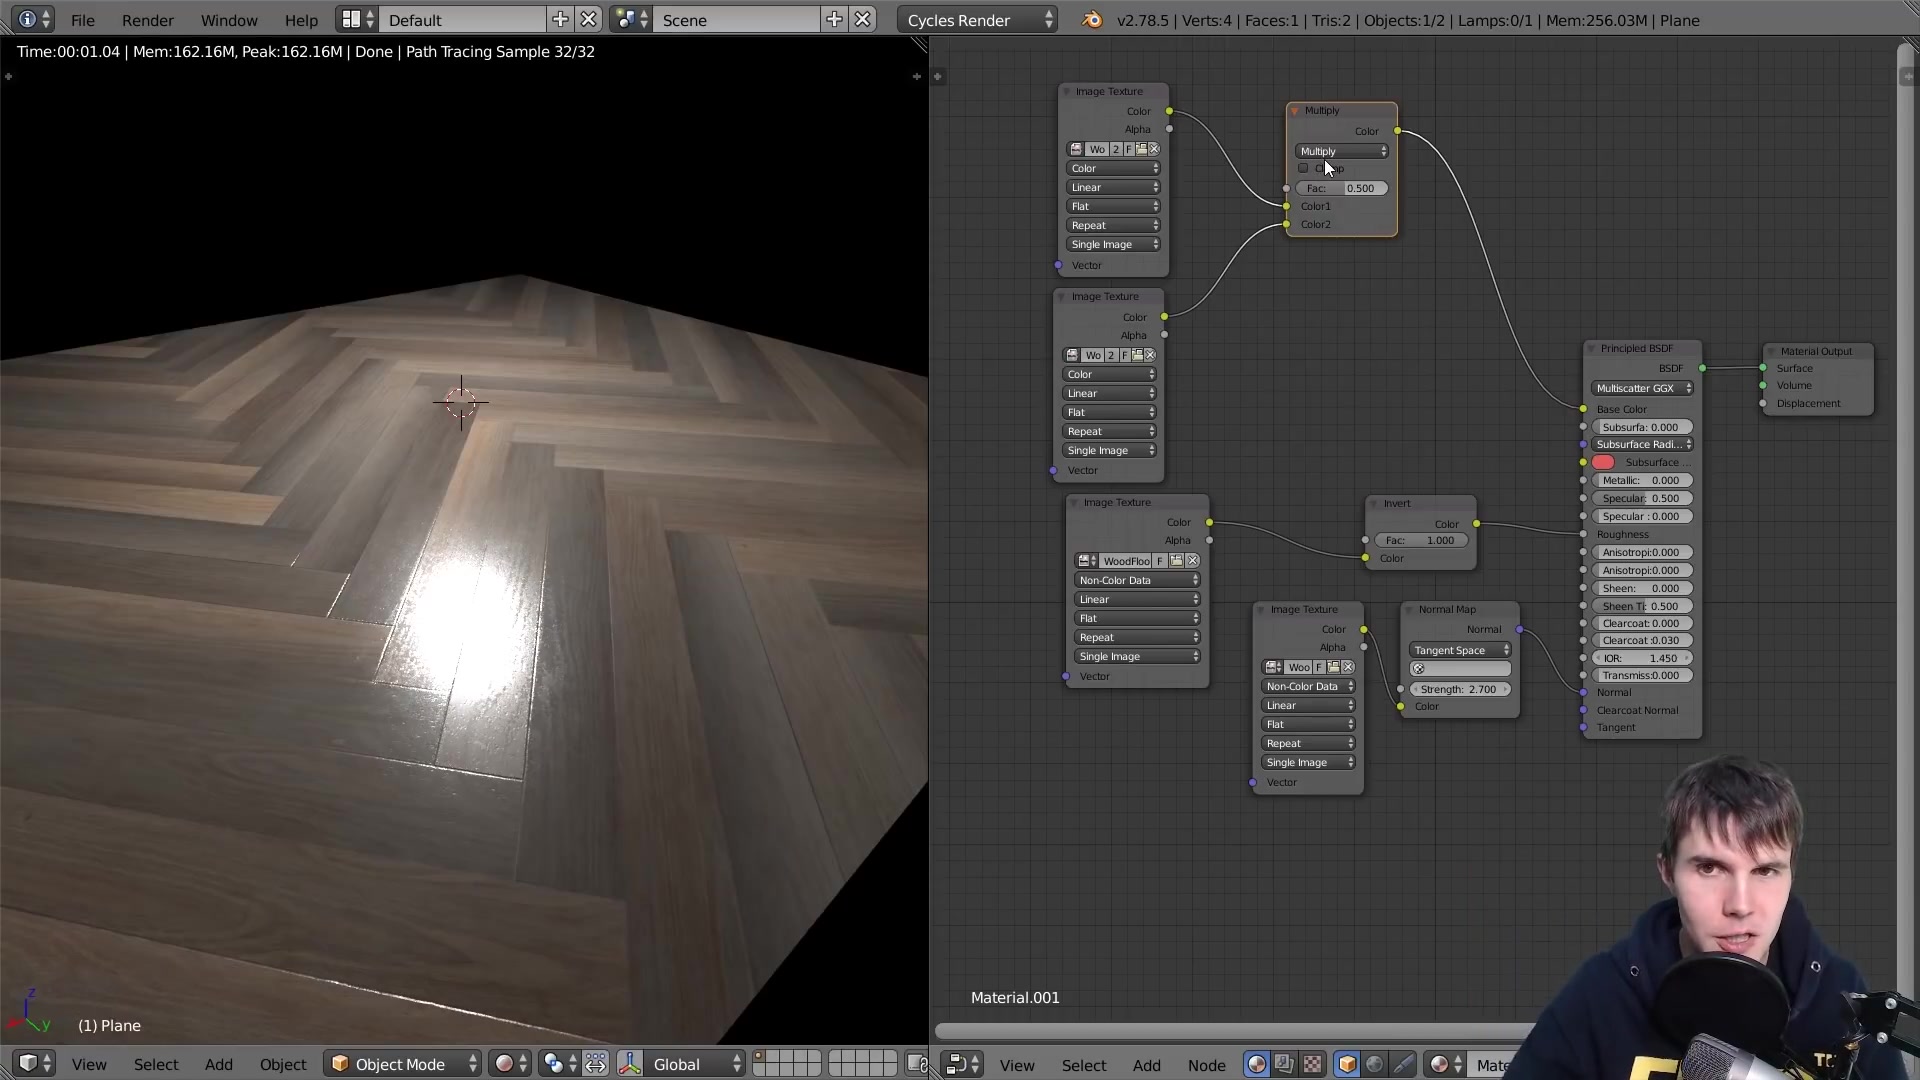 File Render Window Help Default Scene Cycles Render v2.78.5 | Verts:4 | Faces:1 | Tris:2 | Objects:1/2 | Lamps:0/1 | Mem:256.03M | Plane
Time:00:01.04 | Mem:162.16M, Peak:162.16M | Done | Path Tracing Sample 32/32
Image Texture
Color
Alpha
Wo 2 F
Color
Linear
Flat
Repeat
Single Image
Vector
Multiply
Color
Multiply
Fac: 0.500
Color1
Color2
Image Texture
Color
Alpha
Wo 2 F
Color
Linear
Flat
Repeat
Single Image
Vector
Image Texture
Color
Alpha
WoodFloo F
Non-Color Data
Linear
Flat
Repeat
Single Image
Vector
Invert
Color
Fac: 1.000
Color
Image Texture
Color
Alpha
Woo F
Non-Color Data
Linear
Flat
Repeat
Single Image
Vector
Normal Map
Normal
Tangent Space
Strength: 2.700
Color
Principled BSDF
BSDF
Multiscatter GGX
Base Color
Subsurfa: 0.000
Subsurface Radi...
Subsurface ...
Metallic: 0.000
Specular: 0.500
Specular : 0.000
Roughness
Anisotropi:0.000
Anisotropi:0.000
Sheen: 0.000
Sheen Ti: 0.500
Clearcoat: 0.000
Clearcoat :0.030
IOR: 1.450
Transmiss:0.000
Normal
Clearcoat Normal
Tangent
Material Output
Surface
Volume
Displacement
Material.001
z
y
(1) Plane
View Select Add Object Object Mode Global
View Select Add Node Mate